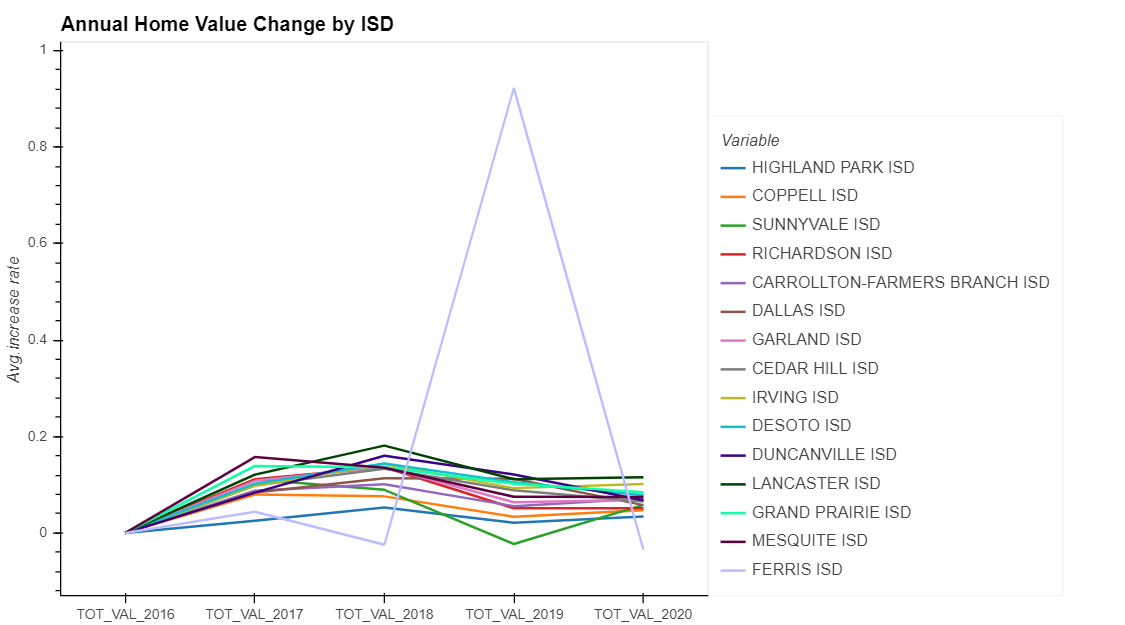 Annual Home Value Change by ISD
1
0.8
0.6
0.4
0.2
0
Avg.increase rate
TOT_VAL_2016
TOT_VAL_2017
TOT_VAL_2018
TOT_VAL_2019
TOT_VAL_2020
Variable
HIGHLAND PARK ISD
COPPELL ISD
SUNNYVALE ISD
RICHARDSON ISD
CARROLLTON-FARMERS BRANCH ISD
DALLAS ISD
GARLAND ISD
CEDAR HILL ISD
IRVING ISD
DESOTO ISD
DUNCANVILLE ISD
LANCASTER ISD
GRAND PRAIRIE ISD
MESQUITE ISD
FERRIS ISD